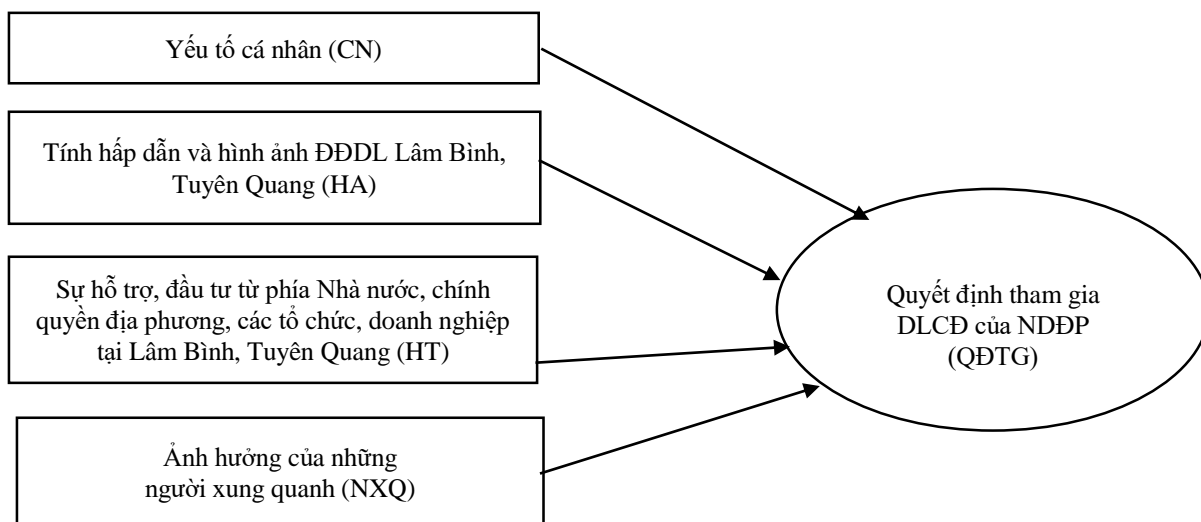 Yếu tố cá nhân (CN)
Tính hấp dẫn và hình ảnh ĐĐDL Lâm Bình,
Tuyên Quang (HA)
Sự hỗ trợ, đầu tư từ phía Nhà nước, chính
quyền địa phương, các tổ chức, doanh nghiệp
tại Lâm Bình, Tuyên Quang (HT)
Ảnh hưởng của những
người xung quanh (NXQ)
Quyết định tham gia
DLCĐ của NDĐP
(QĐTG)